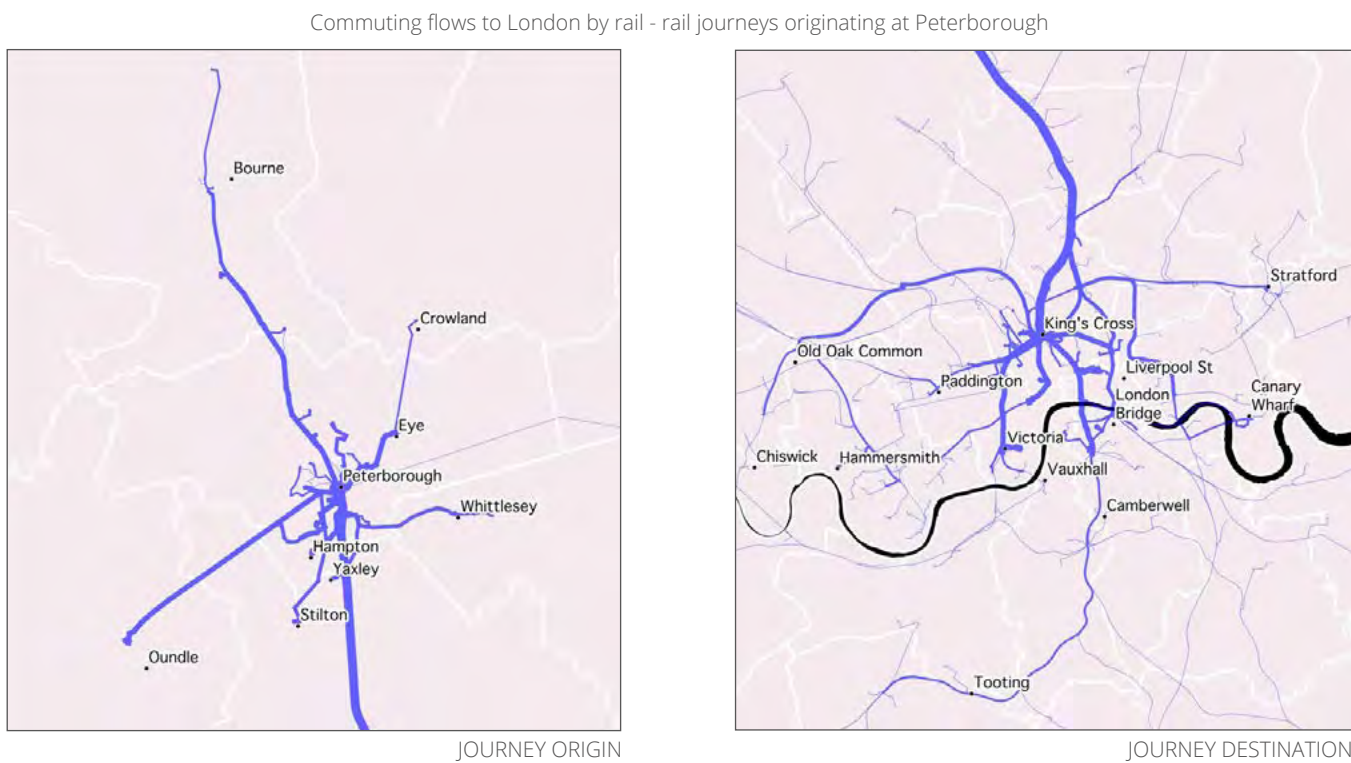 Commuting flows to London by rail - rail journeys originating at Peterborough
Bourne
Crowland
Eye
Peterborough
Whittlesey
Hampton
Yaxley
Stilton
Oundle
JOURNEY ORIGIN
Stratford
King's Cross
Old Oak Common
Liverpool St
Paddington
London
Bridge
Canary
Wharf
Victoria
Chiswick
Hammersmith
Vauxhall
Camberwell
Tooting
JOURNEY DESTINATION